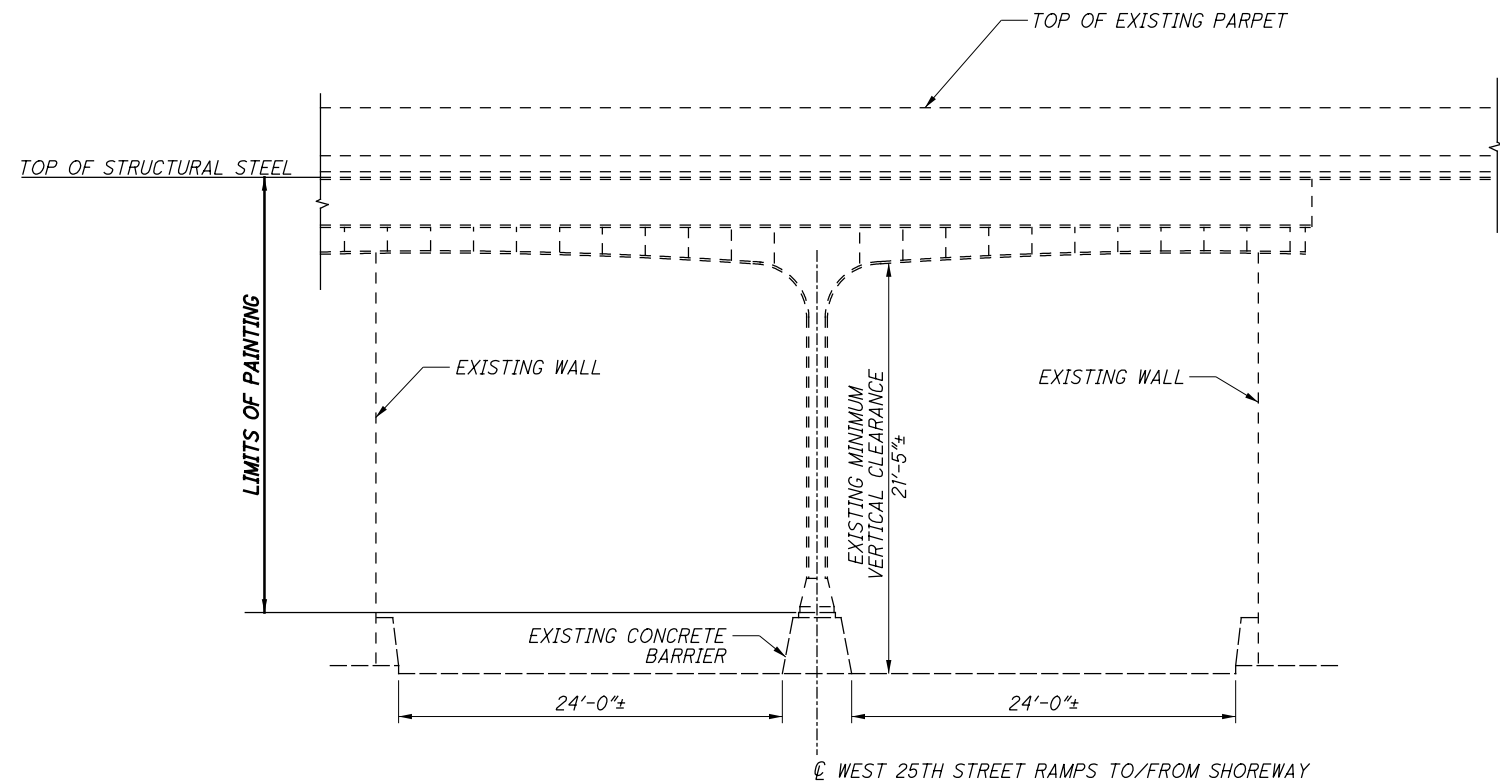 TOP OF EXISTING PARPET
TOP OF STRUCTURAL STEEL
LIMITS OF PAINTING
EXISTING WALL
EXISTING MINIMUM
VERTICAL CLEARANCE
21'-5"±
EXISTING WALL
EXISTING CONCRETE
BARRIER
24'-0"±
24'-0"±
℄ WEST 25TH STREET RAMPS TO/FROM SHOREWAY